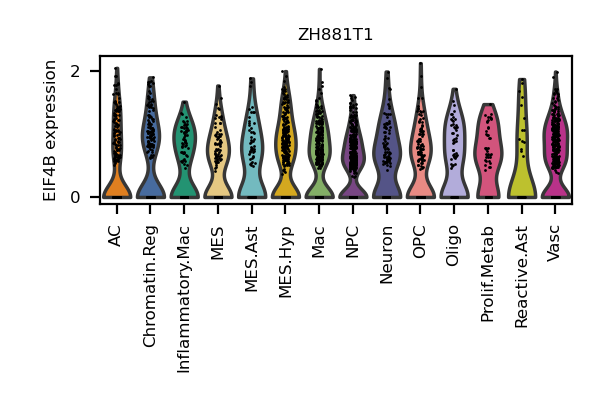 ZH881T1
EIF4B expression
2
0
AC
Chromatin.Reg
Inflammatory.Mac
MES
MES.Ast
MES.Hyp
Mac
NPC
Neuron
OPC
Oligo
Prolif.Metab
Reactive.Ast
Vasc